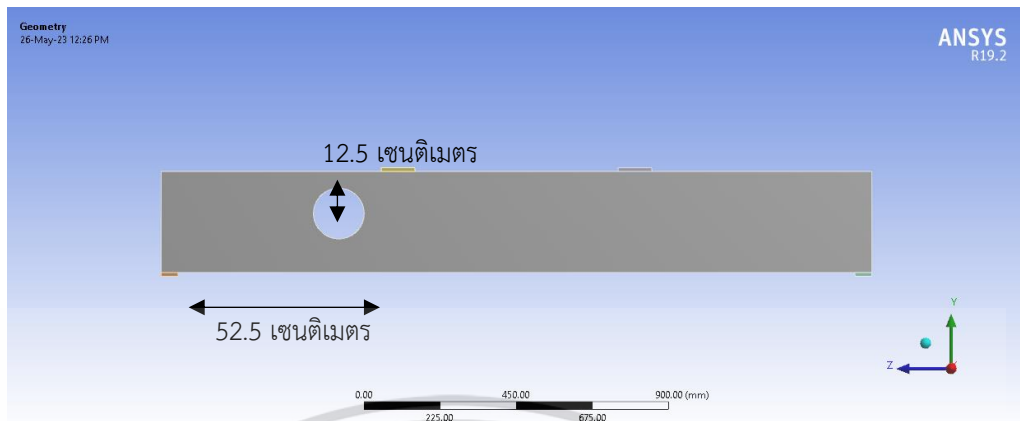 Geometry
26-May-23 12:26 PM
ANSYS
R19.2
12.5 เซนติเมตร
52.5 เซนติเมตร
Y
Z
0.00 450.00 900.00 (mm)
225.00 675.00